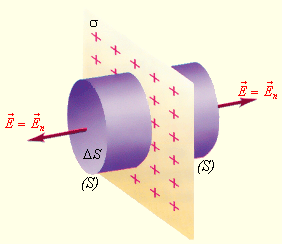 σ
E⃗ = E⃗ₙ
E⃗ = E⃗ₙ
ΔS
(S)
(S)